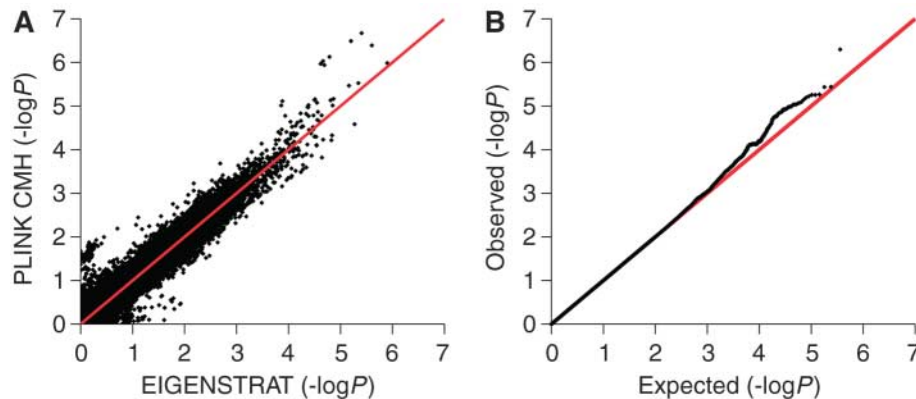 A
7
6
5
4
3
2
1
0
PLINK CMH (-logP)
0 1 2 3 4 5 6 7
EIGENSTRAT (-logP)
B
7
6
5
4
3
2
1
0
Observed (-logP)
0 1 2 3 4 5 6 7
Expected (-logP)